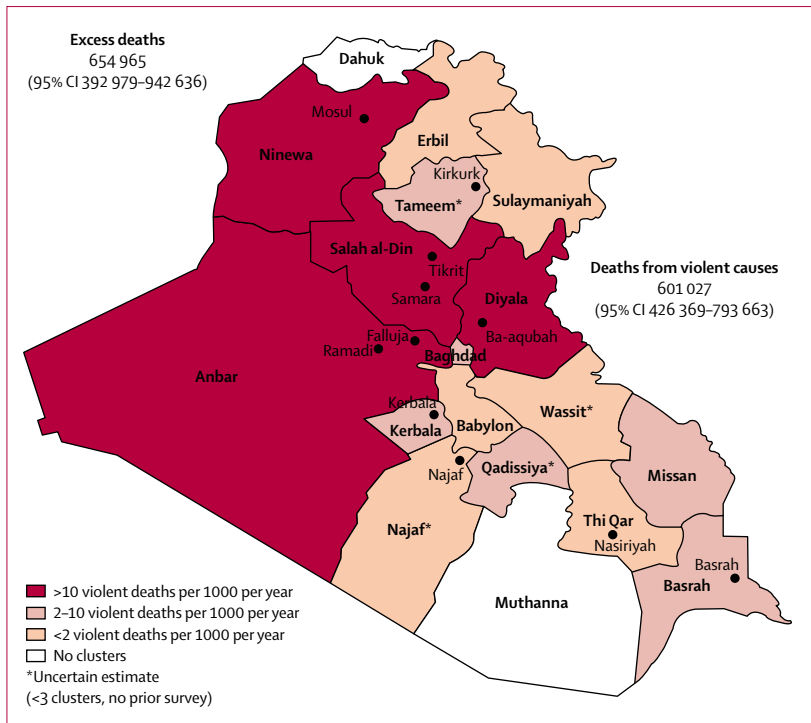 Excess deaths
654 965
(95% CI 392 979–942 636)
Dahuk
Mosul
Ninewa
Erbil
Kirkurk
Tameem*
Sulaymaniyah
Salah al-Din
Tikrit
Samara
Diyala
Ba-aqubah
Deaths from violent causes
601 027
(95% CI 426 369–793 663)
Falluja
Ramadi
Baghdad
Anbar
Kerbala
Kerbala
Babylon
Wassit*
Najaf
Qadissiya*
Missan
Najaf*
Thi Qar
Nasiriyah
Basrah
Basrah
Muthanna
>10 violent deaths per 1000 per year
2–10 violent deaths per 1000 per year
<2 violent deaths per 1000 per year
No clusters
*Uncertain estimate
(<3 clusters, no prior survey)